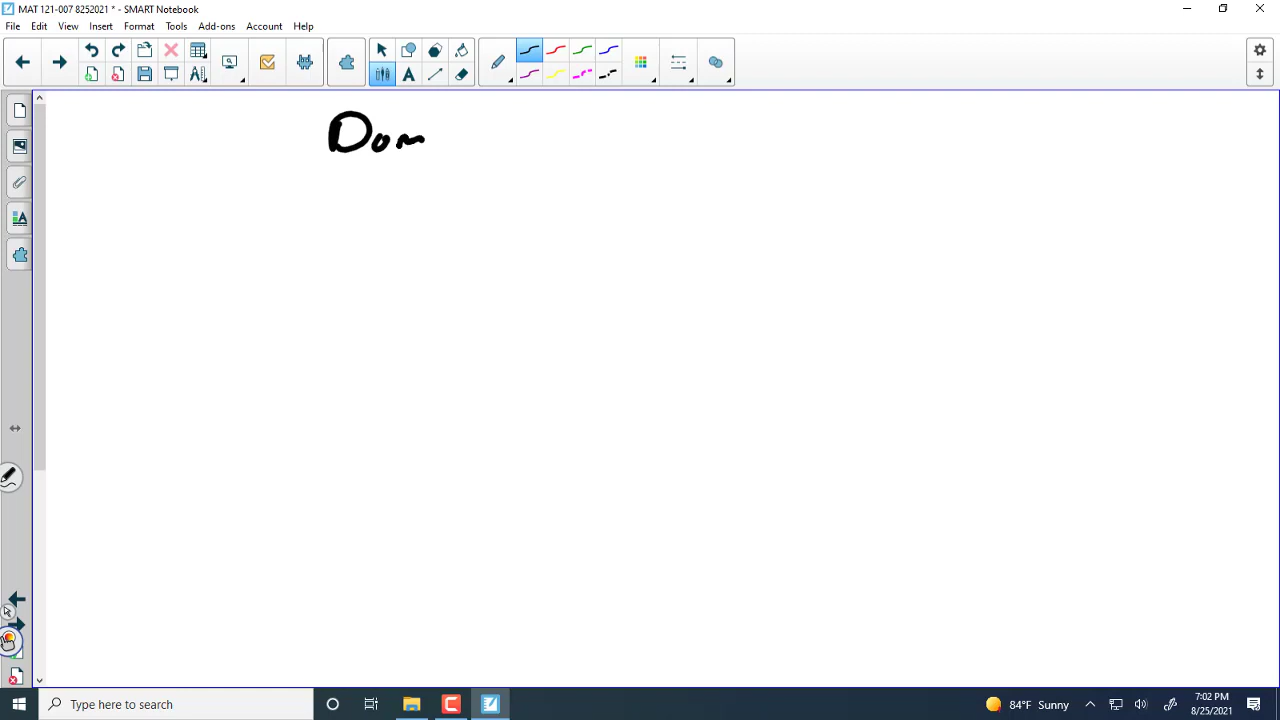 MAT 121-007 8252021 * - SMART Notebook
File Edit View Insert Format Tools Add-ons Account Help
Dom
Type here to search
84°F Sunny
7:02 PM
8/25/2021